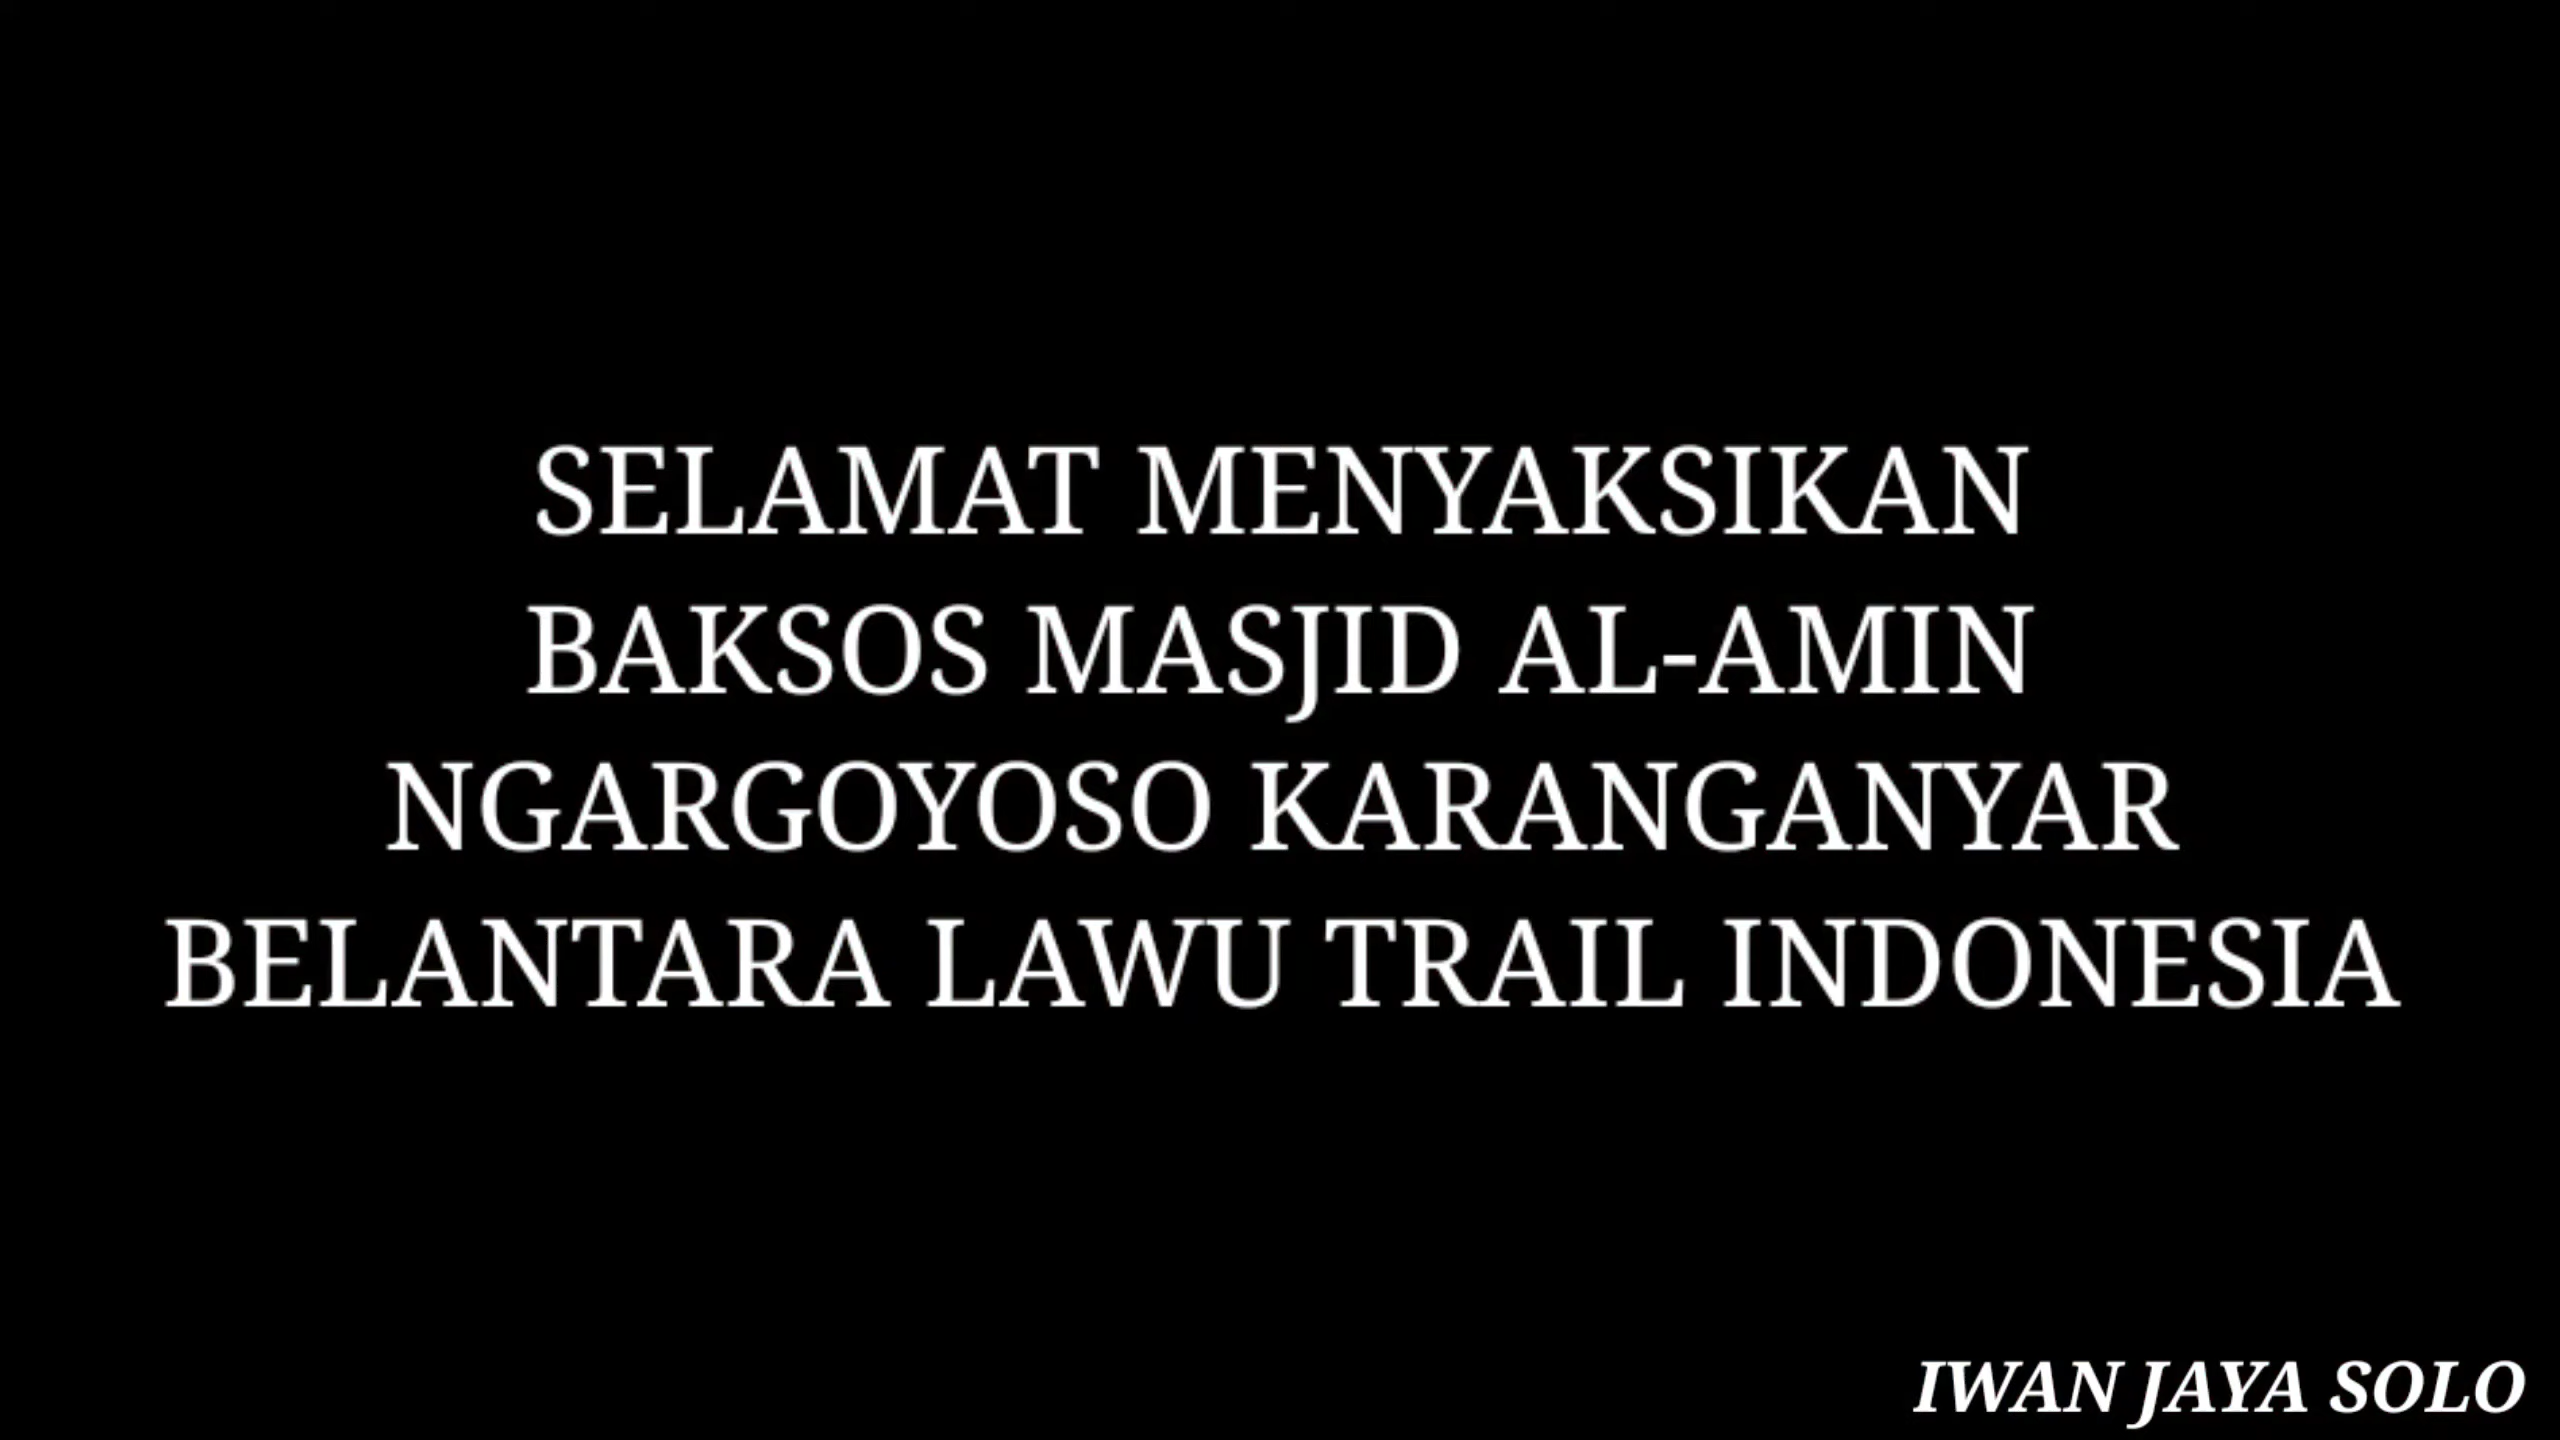 SELAMAT MENYAKSIKAN
BAKSOS MASJID AL-AMIN
NGARGOYOSO KARANGANYAR
BELANTARA LAWU TRAIL INDONESIA
IWAN JAYA SOLO